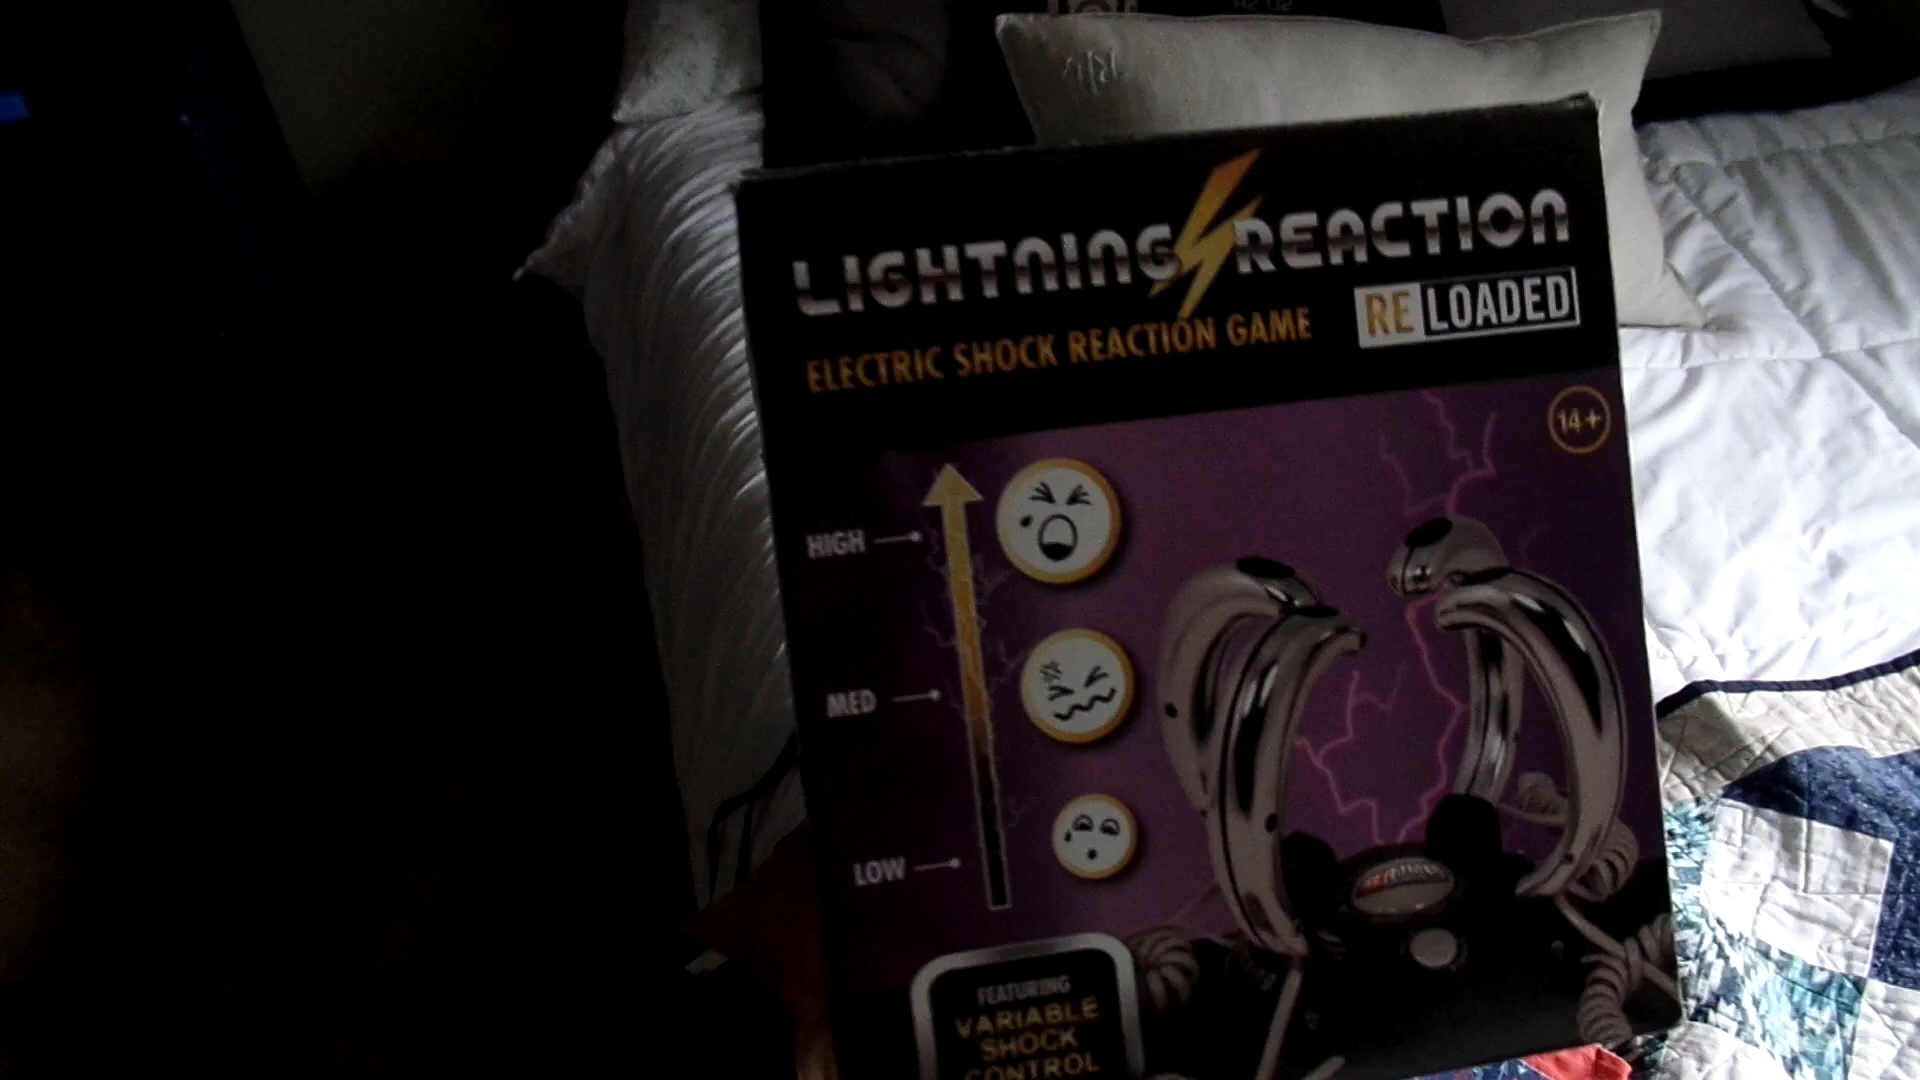 LIGHTNING REACTION
RELOADED
ELECTRIC SHOCK REACTION GAME
14+
HIGH
MED
LOW
FEATURING
VARIABLE
SHOCK
CONTROL